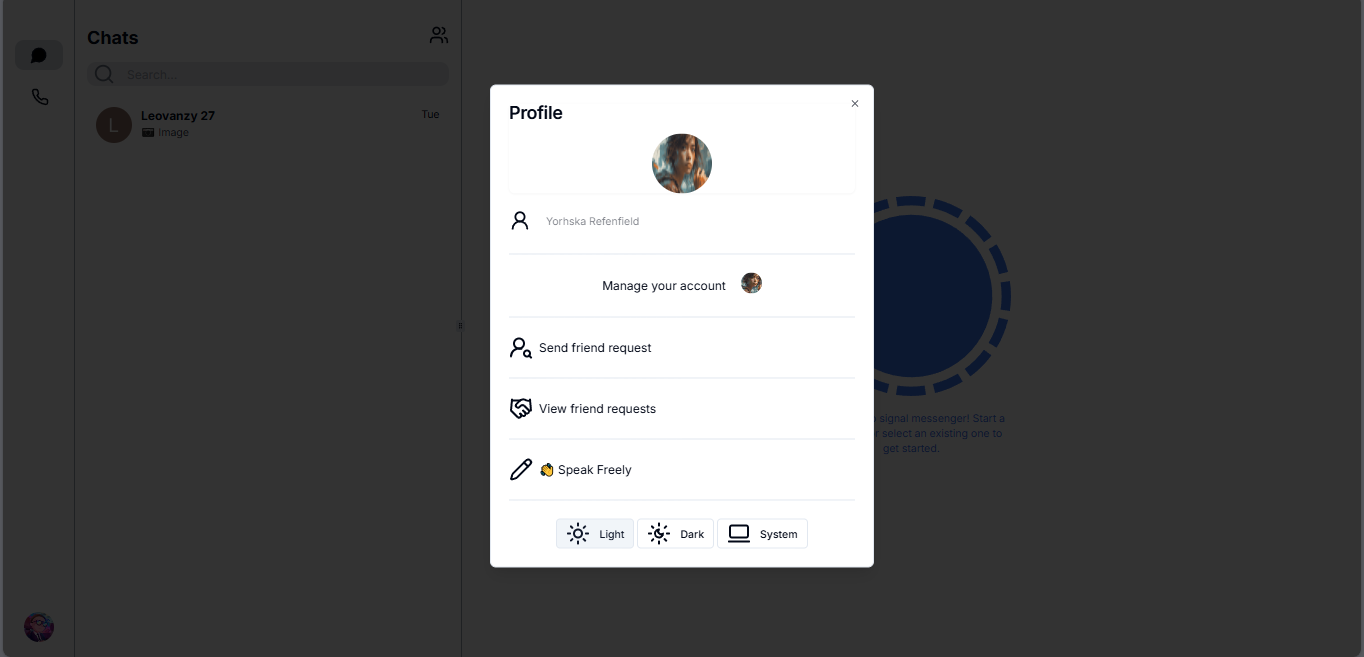 Chats
Search...
L
Leovanzy 27
Tue
Image
Profile
Yorhska Refenfield
Manage your account
Send friend request
View friend requests
👏 Speak Freely
Light
Dark
System
signal messenger! Start a
select an existing one to
get started.